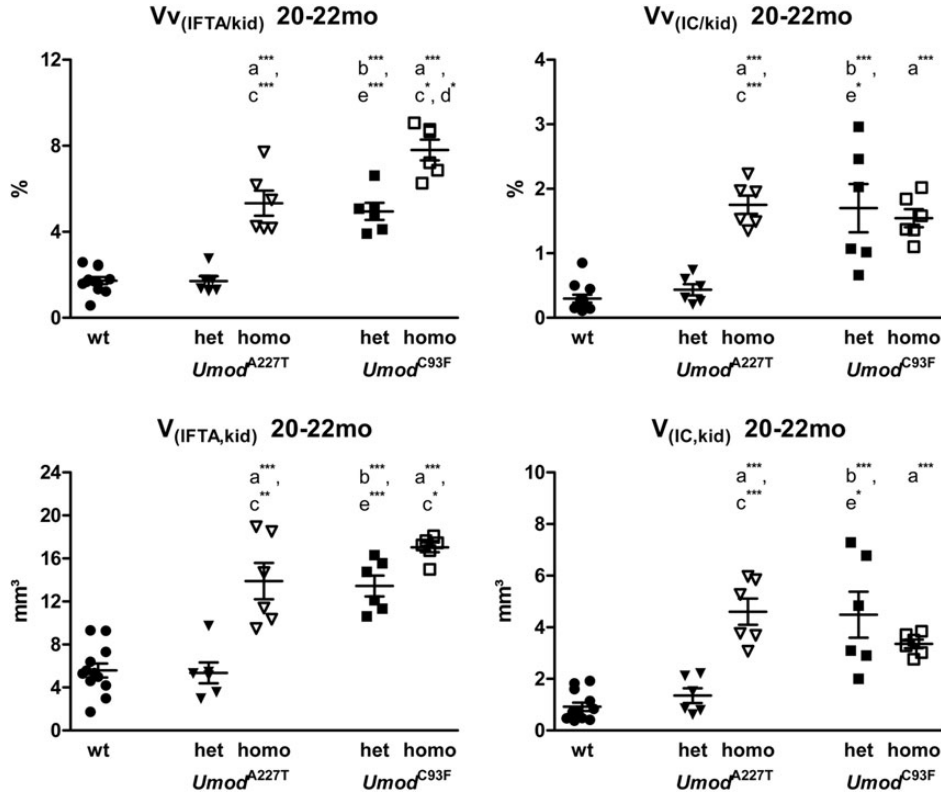 Vv(IFTA/kid) 20-22mo
12
8
4
0
%
a***,
c***
b***,
e***
a***,
c*, d*
wt
het homo
het homo
UmodA227T
UmodC93F
Vv(IC/kid) 20-22mo
4
3
2
1
0
%
a***,
c***
b***,
e*
a***
wt
het homo
het homo
UmodA227T
UmodC93F
V(IFTA,kid) 20-22mo
24
20
16
12
8
4
0
mm³
a***,
c**
b***,
e***
a***,
c*
wt
het homo
het homo
UmodA227T
UmodC93F
V(IC,kid) 20-22mo
10
8
6
4
2
0
mm³
a***,
c***
b***,
e*
a***
wt
het homo
het homo
UmodA227T
UmodC93F